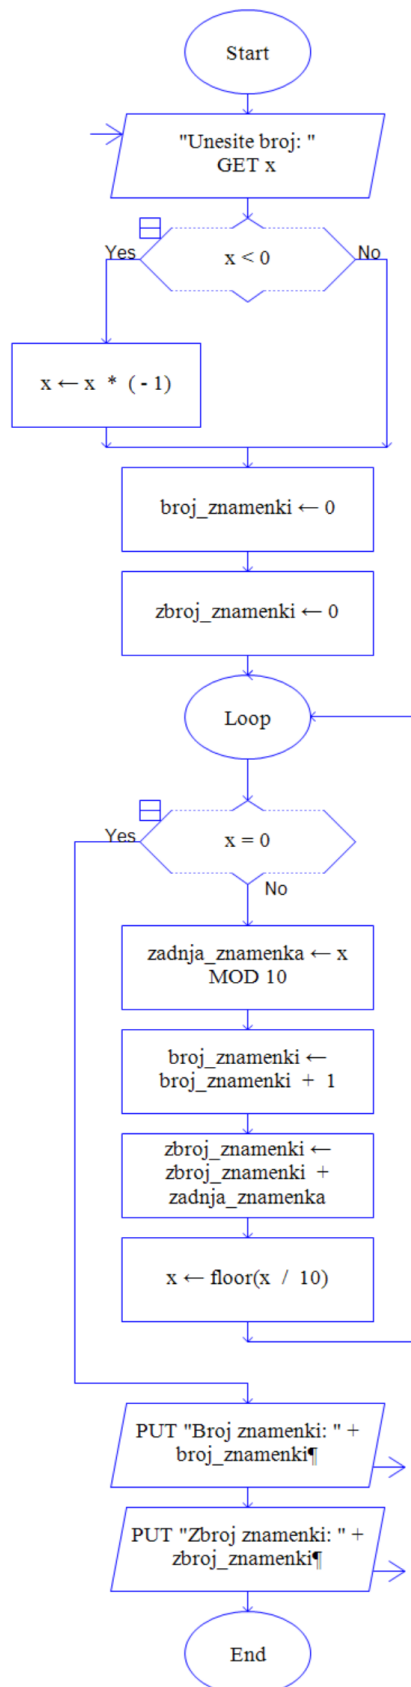 Start
"Unesite broj: "
GET x
Yes
x < 0
No
x ← x * ( - 1)
broj_znamenki ← 0
zbroj_znamenki ← 0
Loop
Yes
x = 0
No
zadnja_znamenka ← x
MOD 10
broj_znamenki ←
broj_znamenki + 1
zbroj_znamenki ←
zbroj_znamenki +
zadnja_znamenka
x ← floor(x / 10)
PUT "Broj znamenki: " +
broj_znamenki¶
PUT "Zbroj znamenki: " +
zbroj_znamenki¶
End